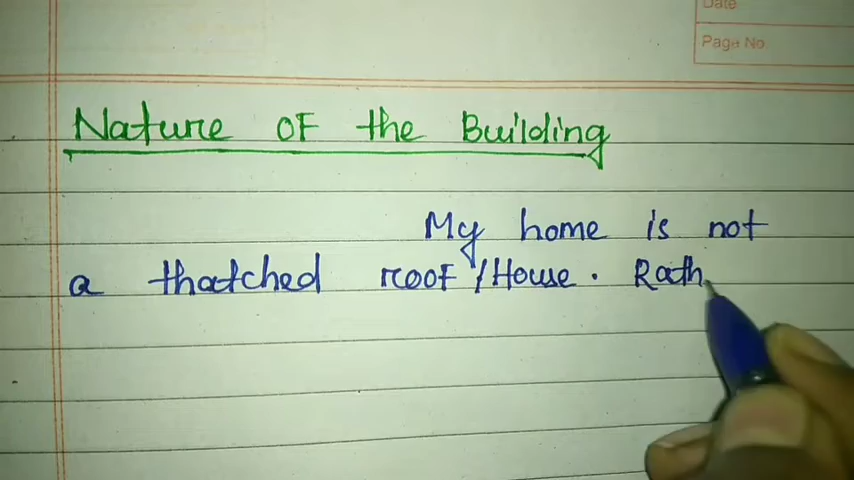 Date
Page No
Nature OF the Building
My home is not
a thatched roof/House. Rath